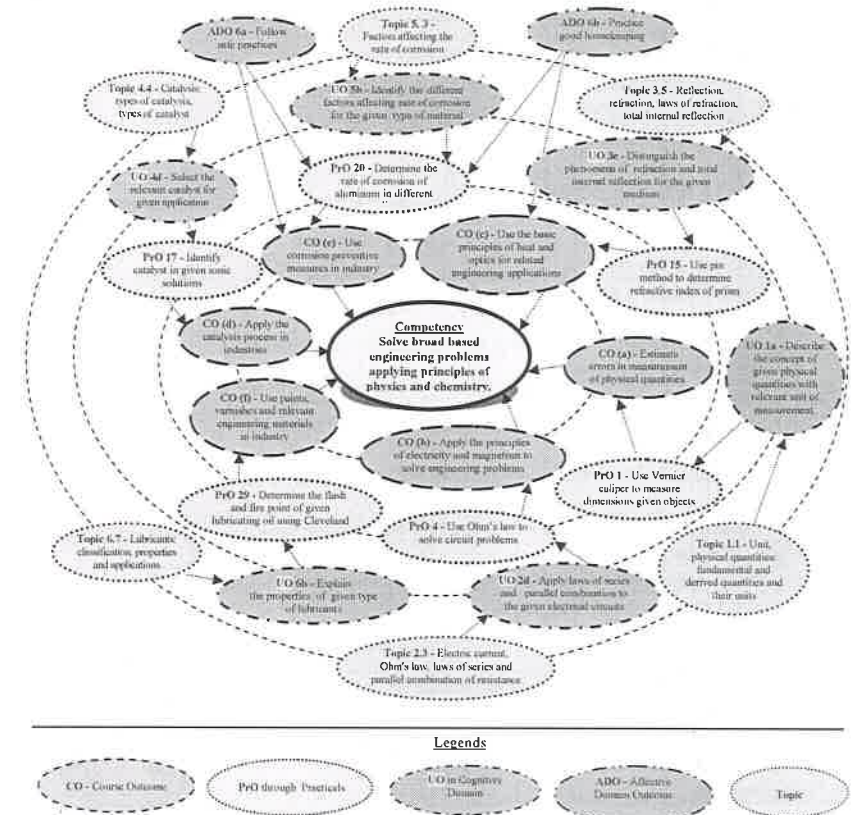 ADO 6a - Follow
safe practices
Topic 5. 3 -
Factors affecting the
rate of corrosion
ADO 6b - Practice
good housekeeping
Topic 4.4 - Catalysis,
types of catalysis,
types of catalyst
UO 5b - Identify the different
factors affecting rate of corrosion
for the given type of material
Topic 3.5 - Reflection,
refraction, laws of refraction,
total internal reflection
UO 4d - Select the
relevant catalyst for
given application
PrO 20 - Determine the
rate of corrosion of
aluminum in different
UO 3e - Distinguish the
phenomena of refraction and total
internal reflection for the given
medium
PrO 17 - Identify
catalyst in given ionic
solutions
CO (e) - Use
corrosion preventive
measures in industry
CO (c) - Use the basic
principles of heat and
optics for related
engineering applications
PrO 15 - Use pin
method to determine
refractive index of prism
CO (d) - Apply the
catalysis process in
industries
Competency
Solve broad based
engineering problems
applying principles of
physics and chemistry.
CO (a) - Estimate
errors in measurement
of physical quantities
UO 1a - Describe
the concept of
given physical
quantities with
relevant unit of
measurement
CO (f) - Use paints,
varnishes and relevant
engineering materials
in industry
CO (b) - Apply the principles
of electricity and magnetism to
solve engineering problems
PrO 29 - Determine the flash
and fire point of given
lubricating oil using Cleveland
PrO 1 - Use Vernier
caliper to measure
dimensions given objects
PrO 4 - Use Ohm's law to
solve circuit problems
Topic 6.7 - Lubricants:
classification, properties
and applications
Topic 1.1 - Unit,
physical quantities:
fundamental and
derived quantities and
their units
UO 6h - Explain
the properties of given type
of lubricants
UO 2d - Apply laws of series
and parallel combination to
the given electrical circuits
Topic 2.3 - Electric current,
Ohm's law, laws of series and
parallel combination of resistance
Legends
CO - Course Outcome
PrO through Practicals
UO in Cognitive
Domain
ADO - Affective
Domain Outcome
Topic